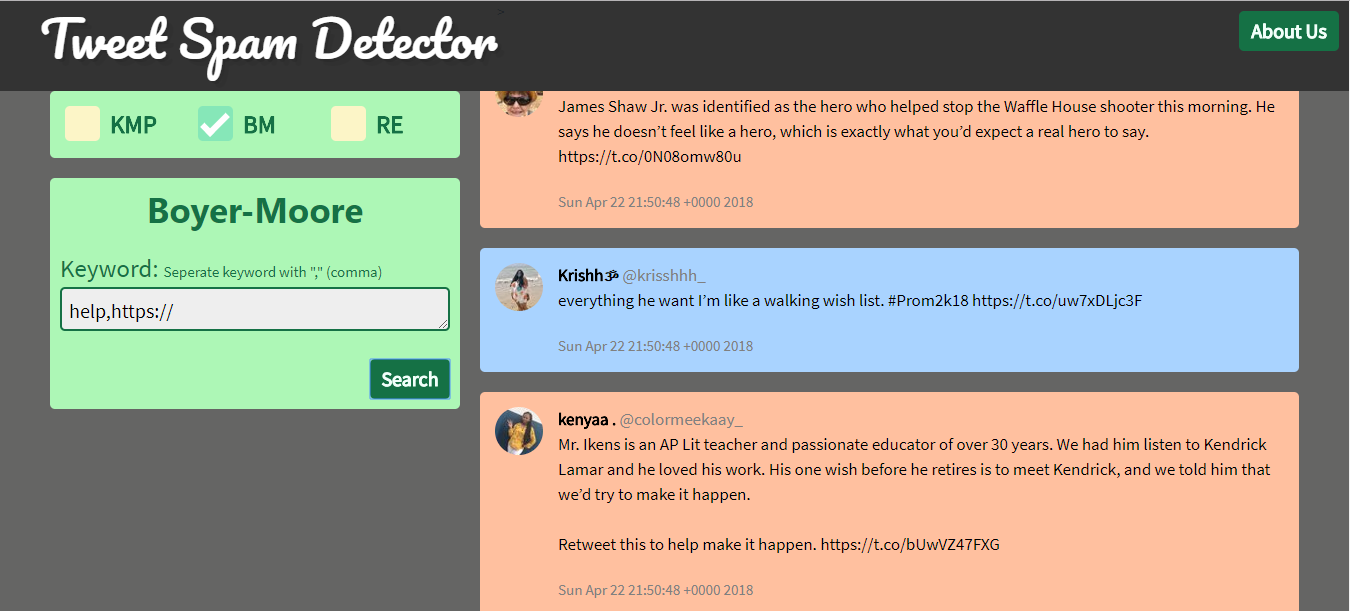 Tweet Spam Detector
>
About Us
KMP
BM
RE
Boyer-Moore
Keyword: Seperate keyword with "," (comma)
help,https://
Search
James Shaw Jr. was identified as the hero who helped stop the Waffle House shooter this morning. He
says he doesn’t feel like a hero, which is exactly what you’d expect a real hero to say.
https://t.co/0N08omw80u
Sun Apr 22 21:50:48 +0000 2018
Krishhॐ @krisshhh_
everything he want I’m like a walking wish list. #Prom2k18 https://t.co/uw7xDLjc3F
Sun Apr 22 21:50:48 +0000 2018
kenyaa . @colormeekaay_
Mr. Ikens is an AP Lit teacher and passionate educator of over 30 years. We had him listen to Kendrick
Lamar and he loved his work. His one wish before he retires is to meet Kendrick, and we told him that
we’d try to make it happen.
Retweet this to help make it happen. https://t.co/bUwVZ47FXG
Sun Apr 22 21:50:48 +0000 2018